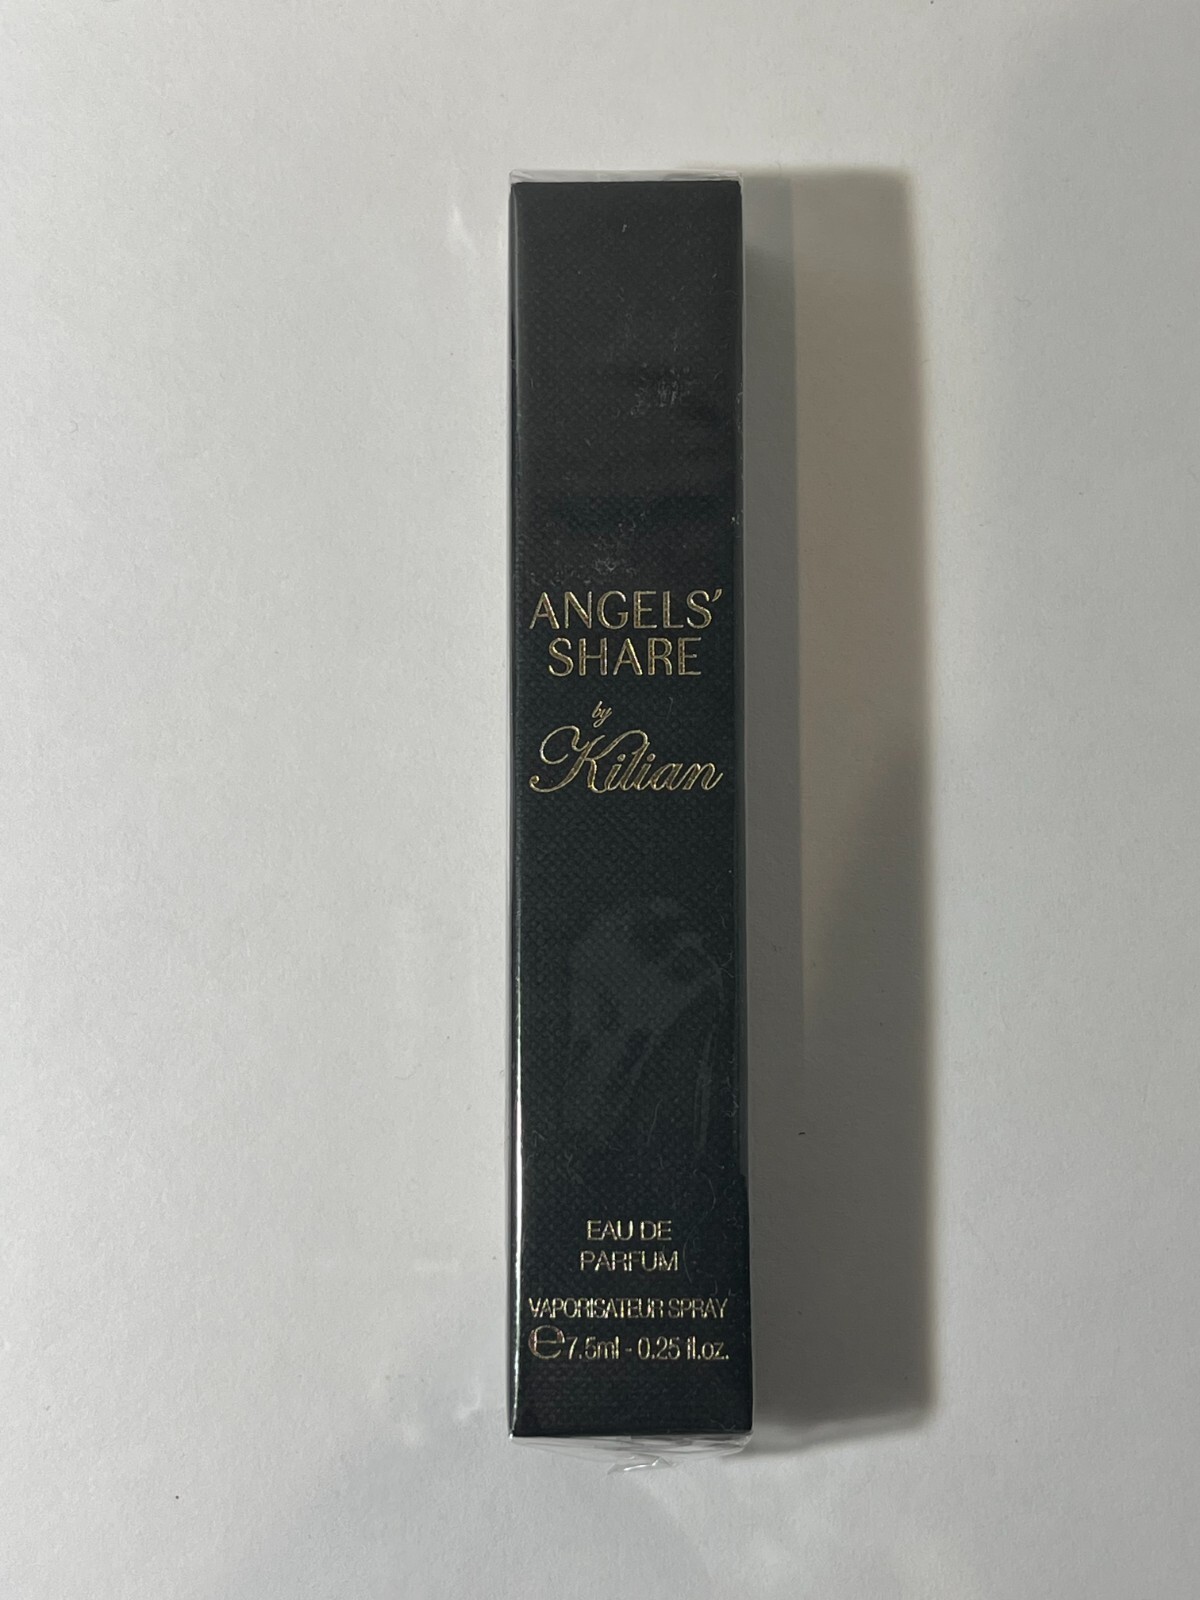 ANGELS'
SHARE
by
Kilian
EAU DE
PARFUM
VAPORISATEUR SPRAY
℮7.5ml - 0.25 fl.oz.